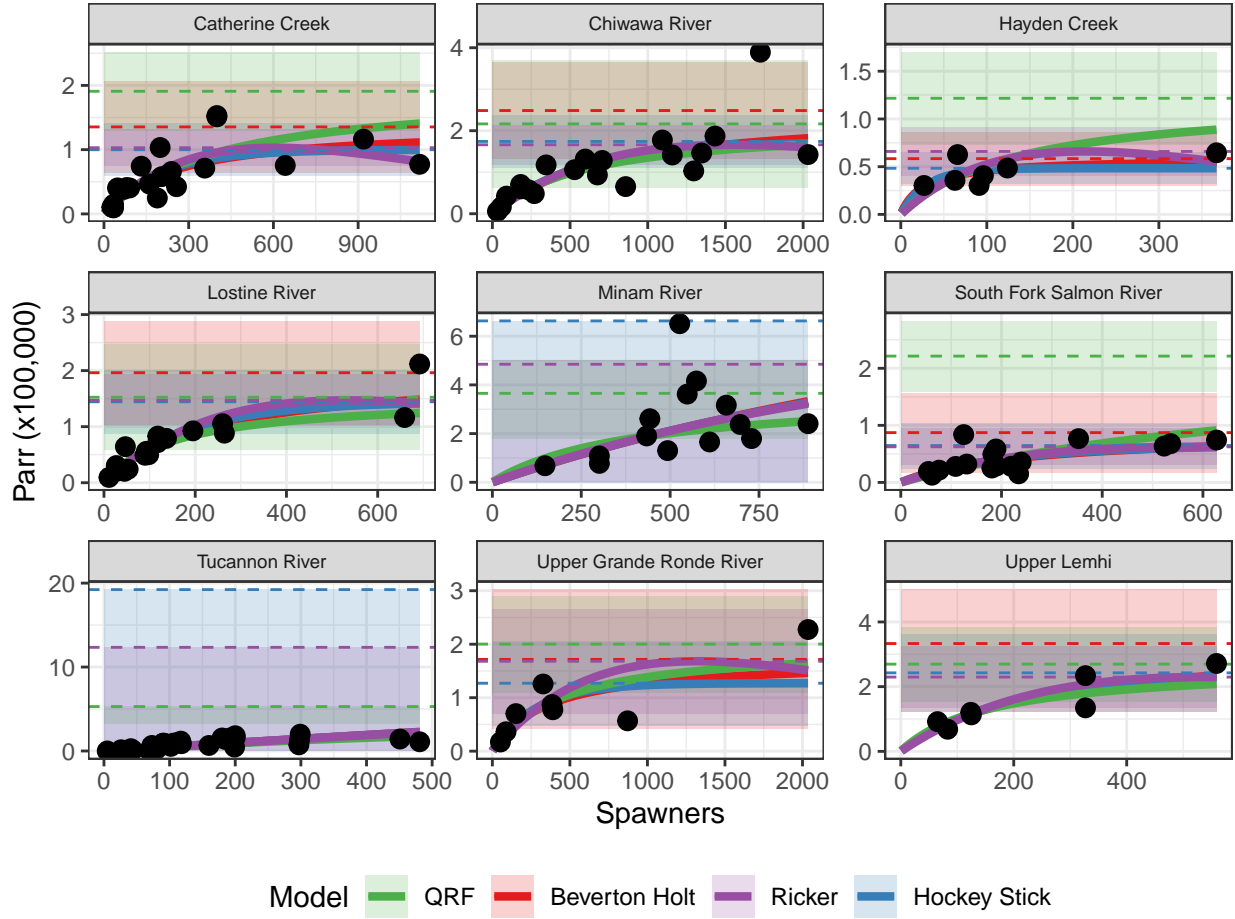 Catherine Creek
Chiwawa River
Hayden Creek
0
1
2
0 300 600 900
0
2
4
0 500 1000 1500 2000
0.0
0.5
1.0
1.5
0 100 200 300
Lostine River
Minam River
South Fork Salmon River
Parr (x100,000)
0
1
2
3
0 200 400 600
0
2
4
6
0 250 500 750
0
1
2
0 200 400 600
Tucannon River
Upper Grande Ronde River
Upper Lemhi
0
10
20
0 100 200 300 400 500
0
1
2
3
0 500 1000 1500 2000
0
2
4
0 200 400
Spawners
Model QRF Beverton Holt Ricker Hockey Stick